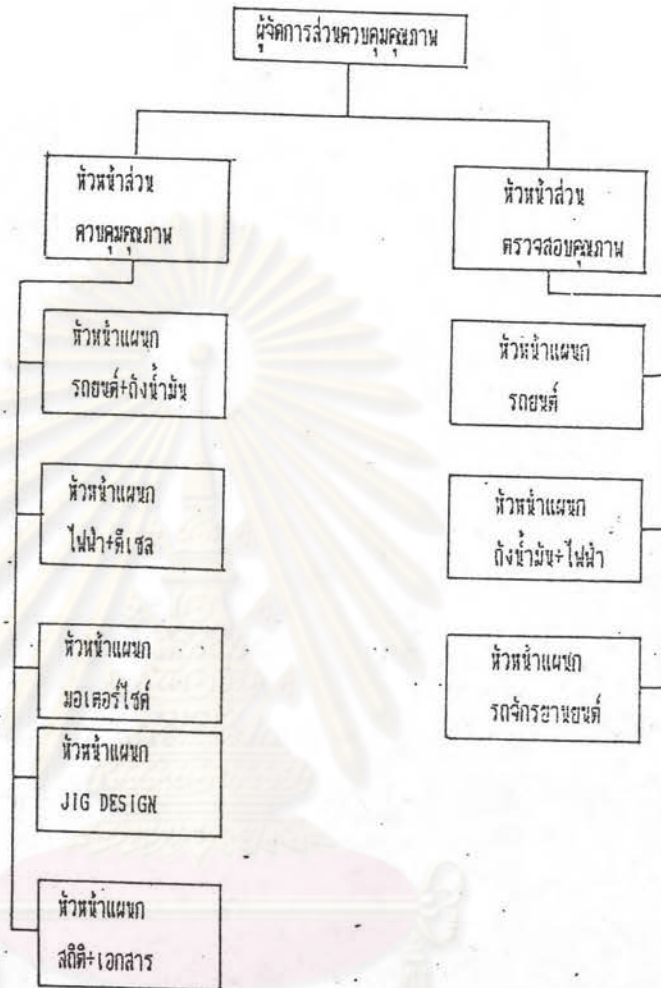 ผู้จัดการส่วนควบคุมคุณภาพ
หัวหน้าส่วน
ควบคุมคุณภาพ
หัวหน้าแผนก
รถยนต์+ถังน้ำมัน
หัวหน้าแผนก
ไฟฟ้า+ดีเซล
หัวหน้าแผนก
มอเตอร์ไซค์
หัวหน้าแผนก
JIG DESIGN
หัวหน้าแผนก
สถิติ+เอกสาร
หัวหน้าส่วน
ตรวจสอบคุณภาพ
หัวหน้าแผนก
รถยนต์
หัวหน้าแผนก
ถังน้ำมัน+ไฟฟ้า
หัวหน้าแผนก
รถจักรยานยนต์